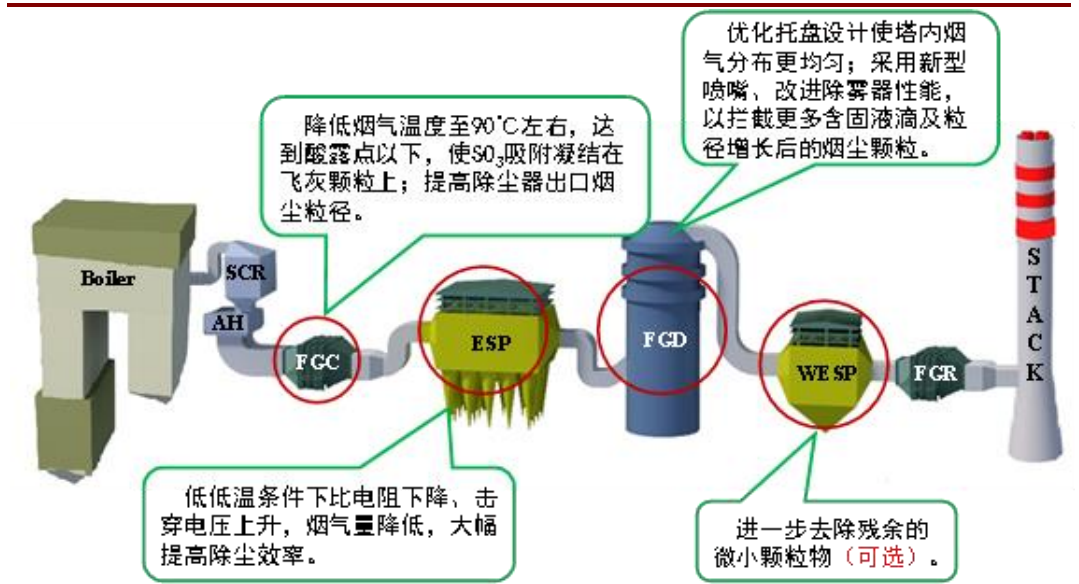 优化托盘设计使塔内烟
气分布更均匀；采用新型
喷嘴、改进除雾器性能，
以拦截更多含固液滴及粒
径增长后的烟尘颗粒。
降低烟气温度至90℃左右，达
到酸露点以下，使SO₃吸附凝结在
飞灰颗粒上；提高除尘器出口烟
尘粒径。
Boiler
SCR
AH
FGC
ESP
FGD
WESP
FGR
STACK
低低温条件下比电阻下降、击
穿电压上升，烟气量降低，大幅
提高除尘效率。
进一步去除残余的
微小颗粒物（可选）。